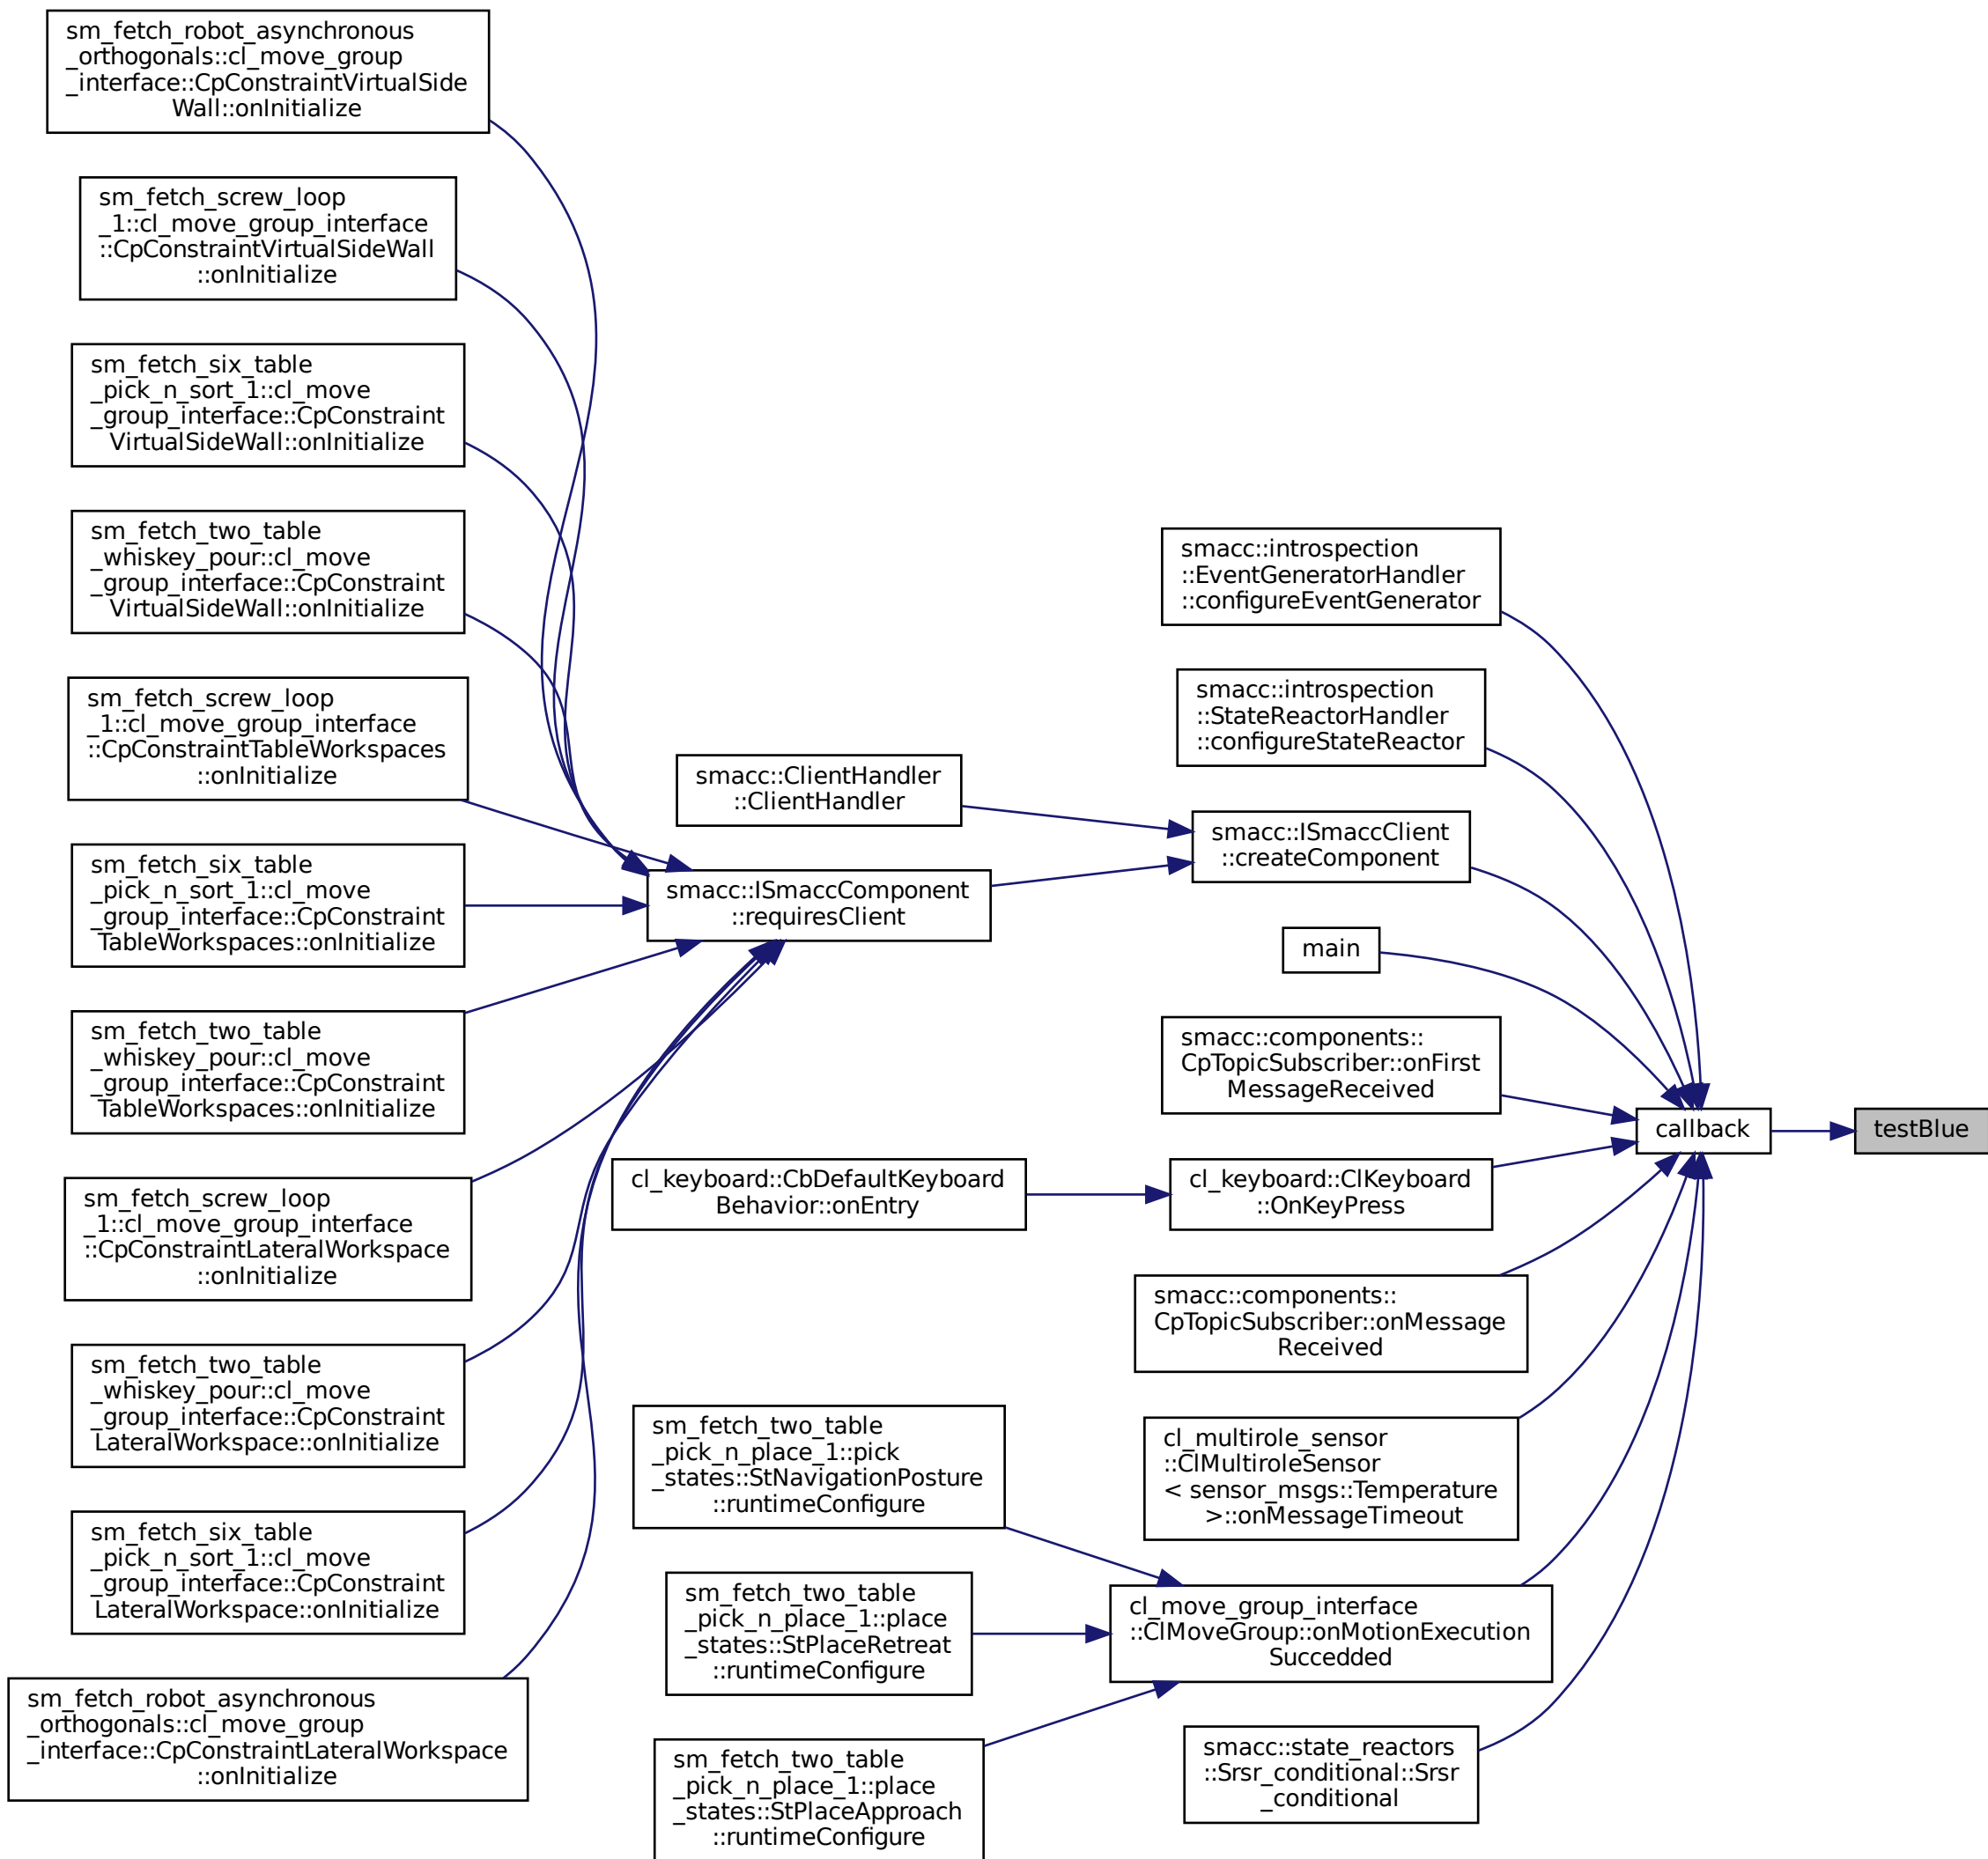 sm_fetch_robot_asynchronous
_orthogonals::cl_move_group
_interface::CpConstraintVirtualSide
Wall::onInitialize
sm_fetch_screw_loop
_1::cl_move_group_interface
::CpConstraintVirtualSideWall
::onInitialize
sm_fetch_six_table
_pick_n_sort_1::cl_move
_group_interface::CpConstraint
VirtualSideWall::onInitialize
sm_fetch_two_table
_whiskey_pour::cl_move
_group_interface::CpConstraint
VirtualSideWall::onInitialize
sm_fetch_screw_loop
_1::cl_move_group_interface
::CpConstraintTableWorkspaces
::onInitialize
sm_fetch_six_table
_pick_n_sort_1::cl_move
_group_interface::CpConstraint
TableWorkspaces::onInitialize
sm_fetch_two_table
_whiskey_pour::cl_move
_group_interface::CpConstraint
TableWorkspaces::onInitialize
sm_fetch_screw_loop
_1::cl_move_group_interface
::CpConstraintLateralWorkspace
::onInitialize
sm_fetch_two_table
_whiskey_pour::cl_move
_group_interface::CpConstraint
LateralWorkspace::onInitialize
sm_fetch_six_table
_pick_n_sort_1::cl_move
_group_interface::CpConstraint
LateralWorkspace::onInitialize
sm_fetch_robot_asynchronous
_orthogonals::cl_move_group
_interface::CpConstraintLateralWorkspace
::onInitialize
smacc::ClientHandler
::ClientHandler
smacc::ISmaccComponent
::requiresClient
cl_keyboard::CbDefaultKeyboard
Behavior::onEntry
sm_fetch_two_table
_pick_n_place_1::pick
_states::StNavigationPosture
::runtimeConfigure
sm_fetch_two_table
_pick_n_place_1::place
_states::StPlaceRetreat
::runtimeConfigure
sm_fetch_two_table
_pick_n_place_1::place
_states::StPlaceApproach
::runtimeConfigure
smacc::introspection
::EventGeneratorHandler
::configureEventGenerator
smacc::introspection
::StateReactorHandler
::configureStateReactor
smacc::ISmaccClient
::createComponent
main
smacc::components::
CpTopicSubscriber::onFirst
MessageReceived
cl_keyboard::ClKeyboard
::OnKeyPress
smacc::components::
CpTopicSubscriber::onMessage
Received
cl_multirole_sensor
::ClMultiroleSensor
< sensor_msgs::Temperature
>::onMessageTimeout
cl_move_group_interface
::ClMoveGroup::onMotionExecution
Succedded
smacc::state_reactors
::Srsr_conditional::Srsr
_conditional
callback
testBlue